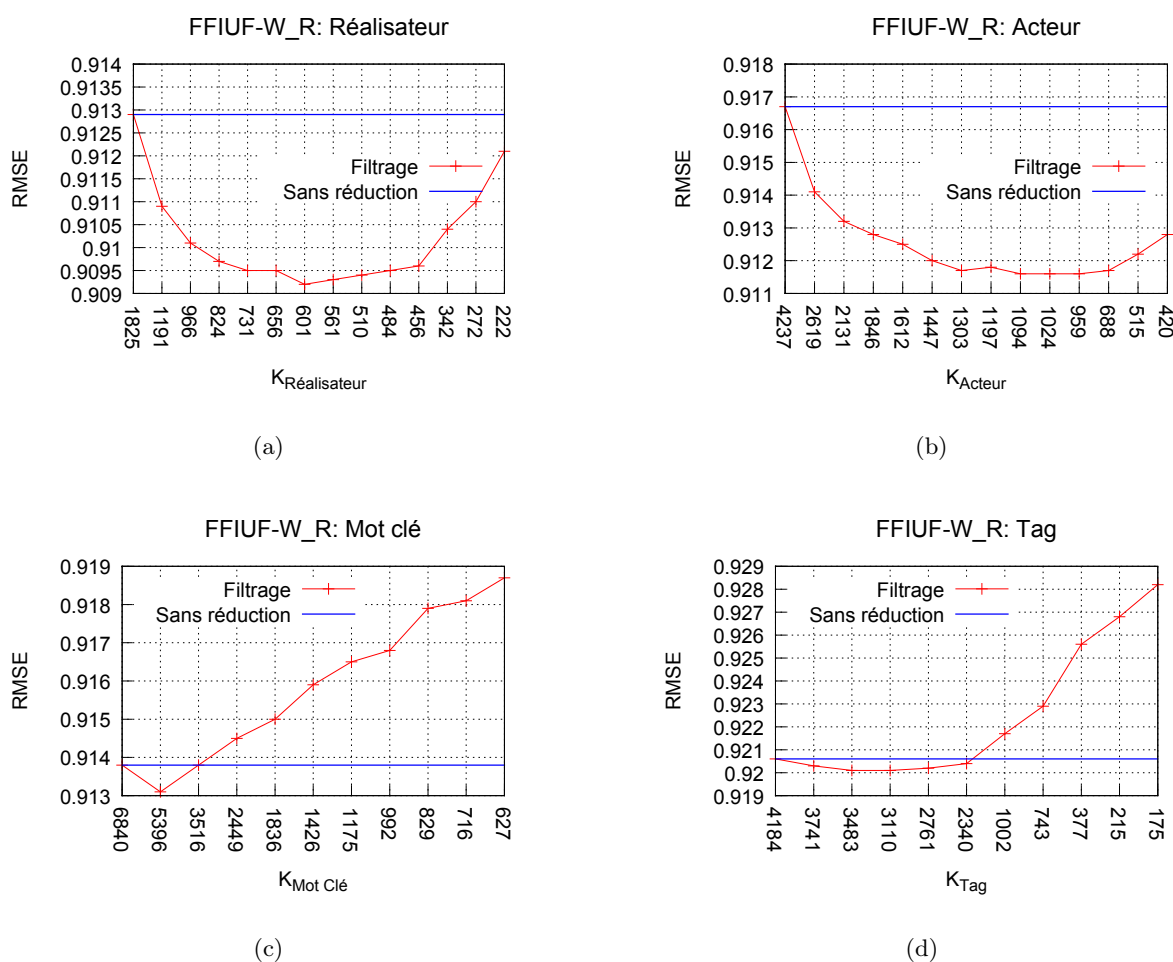 FFIUF-W_R: Réalisateur
0.914
0.9135
0.913
0.9125
0.912
0.9115
0.911
0.9105
0.91
0.9095
0.909
RMSE
Filtrage
Sans réduction
1825 1191 966 824 731 656 601 561 510 484 456 342 272 222
K Réalisateur
(a)
FFIUF-W_R: Acteur
0.918
0.917
0.916
0.915
0.914
0.913
0.912
0.911
RMSE
Filtrage
Sans réduction
4237 2619 2131 1846 1612 1447 1303 1197 1094 1024 959 688 515 420
K Acteur
(b)
FFIUF-W_R: Mot clé
0.919
0.918
0.917
0.916
0.915
0.914
0.913
RMSE
Filtrage
Sans réduction
6840 5396 3516 2449 1836 1426 1175 992 829 716 627
K Mot Clé
(c)
FFIUF-W_R: Tag
0.929
0.928
0.927
0.926
0.925
0.924
0.923
0.922
0.921
0.92
0.919
RMSE
Filtrage
Sans réduction
4184 3741 3483 3110 2761 2340 1002 743 377 215 175
K Tag
(d)